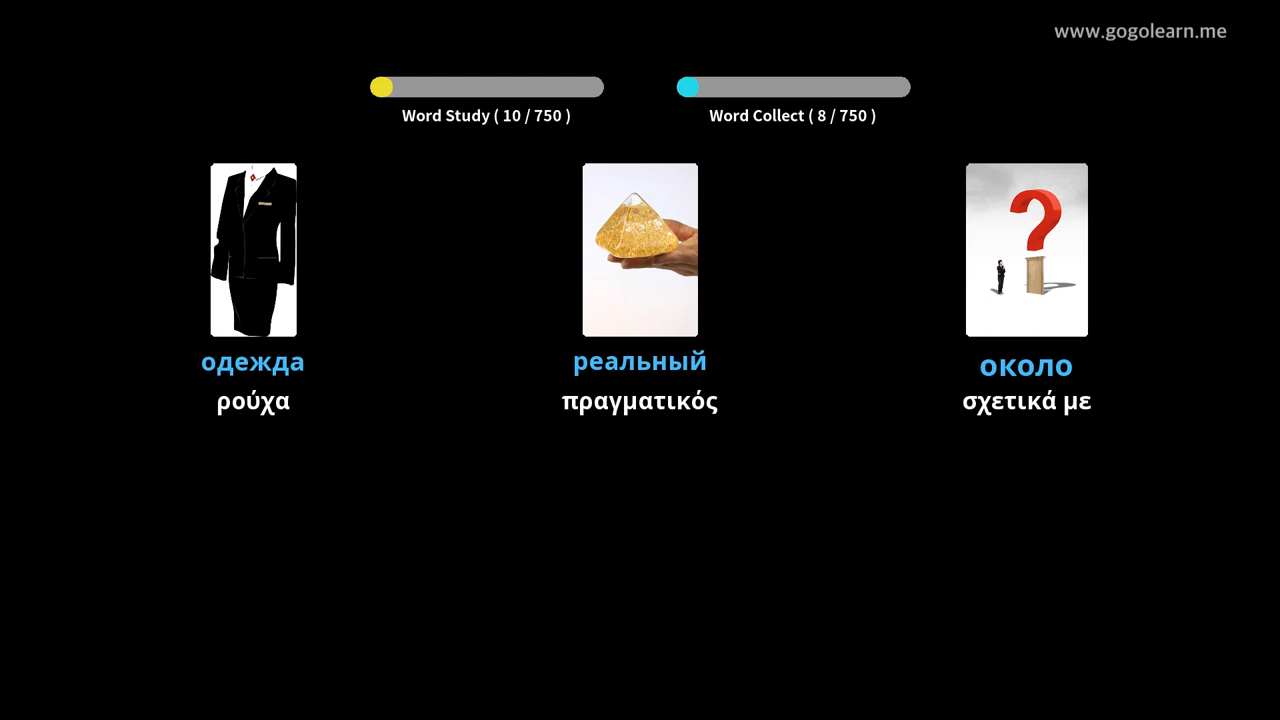 www.gogolearn.me
Word Study ( 10 / 750 )
Word Collect ( 8 / 750 )
одежда
реальный
около
ρούχα
πραγματικός
σχετικά με